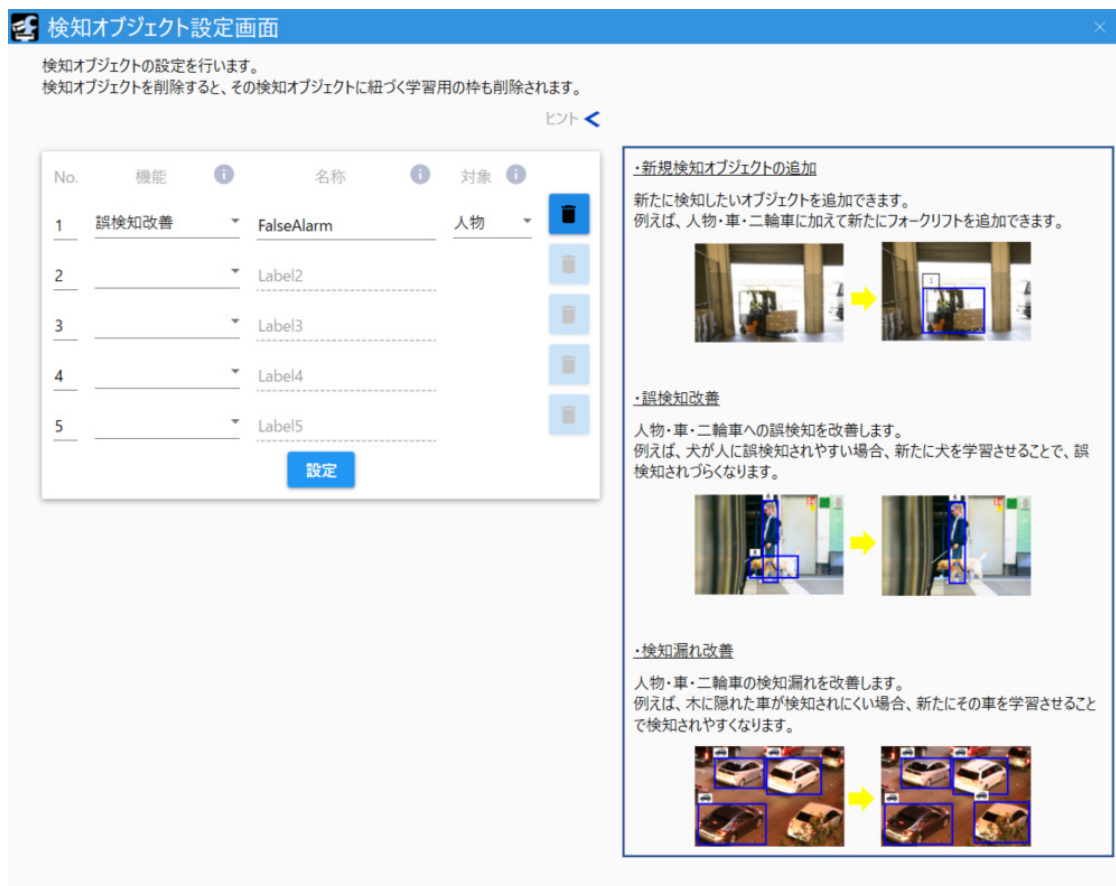 検知オブジェクト設定画面
検知オブジェクトの設定を行います。
検知オブジェクトを削除すると、その検知オブジェクトに紐づく学習用の枠も削除されます。
ヒント
No. 機能 名称 対象
1 誤検知改善 FalseAlarm 人物
2 Label2
3 Label3
4 Label4
5 Label5
設定
・新規検知オブジェクトの追加
新たに検知したいオブジェクトを追加できます。
例えば、人物・車・二輪車に加えて新たにフォークリフトを追加できます。
1
・誤検知改善
人物・車・二輪車への誤検知を改善します。
例えば、犬が人に誤検知されやすい場合、新たに犬を学習させることで、誤
検知されづらくなります。
・検知漏れ改善
人物・車・二輪車の検知漏れを改善します。
例えば、木に隠れた車が検知されにくい場合、新たにその車を学習させること
で検知されやすくなります。